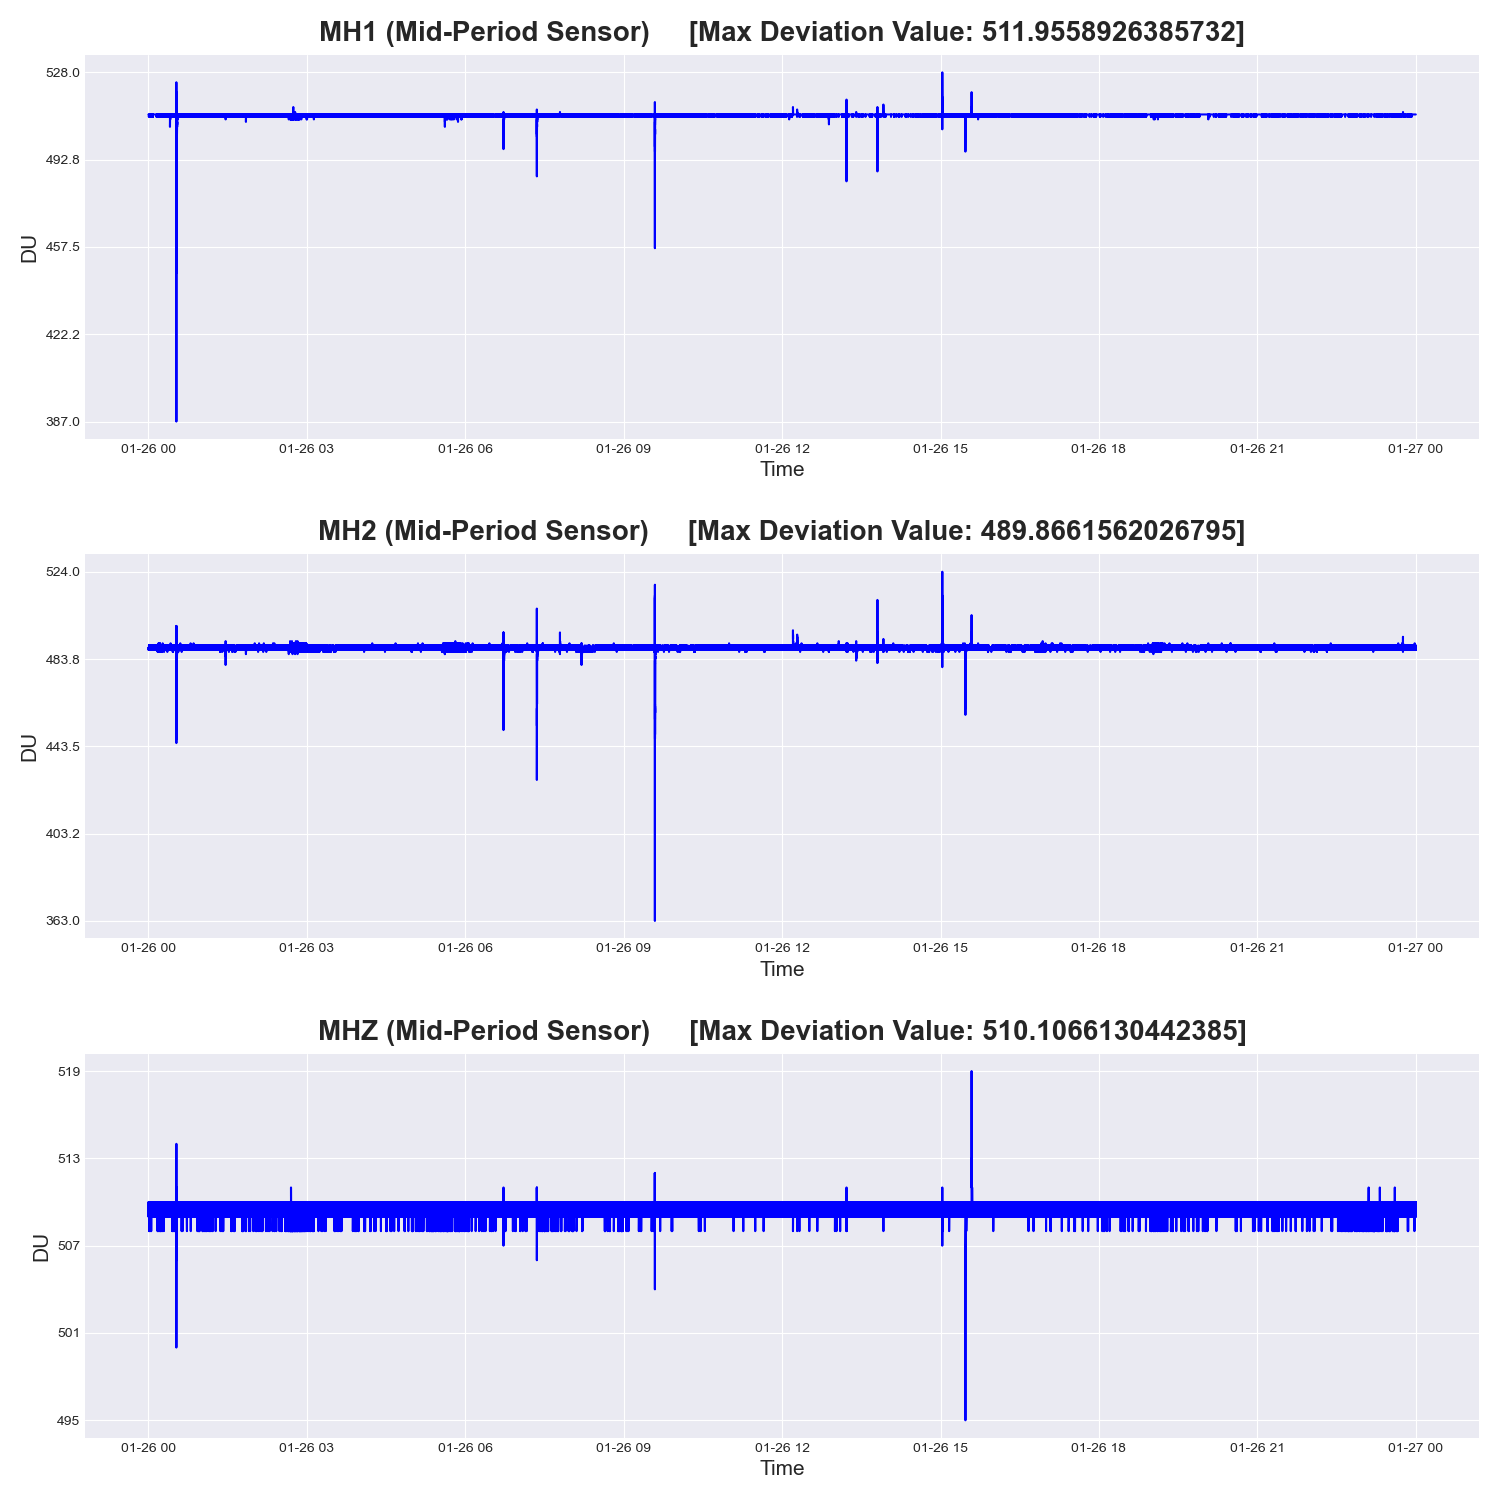 MH1 (Mid-Period Sensor) [Max Deviation Value: 511.9558926385732]
528.0
492.8
457.5
422.2
387.0
DU
01-26 00 01-26 03 01-26 06 01-26 09 01-26 12 01-26 15 01-26 18 01-26 21 01-27 00
Time
MH2 (Mid-Period Sensor) [Max Deviation Value: 489.8661562026795]
524.0
483.8
443.5
403.2
363.0
DU
01-26 00 01-26 03 01-26 06 01-26 09 01-26 12 01-26 15 01-26 18 01-26 21 01-27 00
Time
MHZ (Mid-Period Sensor) [Max Deviation Value: 510.1066130442385]
519
513
507
501
495
DU
01-26 00 01-26 03 01-26 06 01-26 09 01-26 12 01-26 15 01-26 18 01-26 21 01-27 00
Time